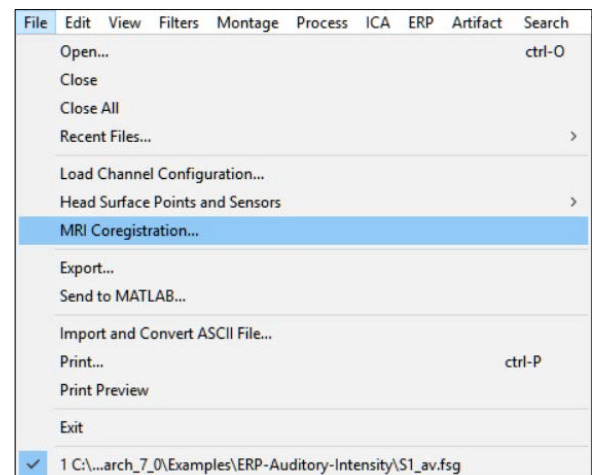 File Edit View Filters Montage Process ICA ERP Artifact Search
Open... ctrl-O
Close
Close All
Recent Files...
Load Channel Configuration...
Head Surface Points and Sensors
MRI Coregistration...
Export...
Send to MATLAB...
Import and Convert ASCII File...
Print... ctrl-P
Print Preview
Exit
1 C:\...arch_7_0\Examples\ERP-Auditory-Intensity\S1_av.fsg